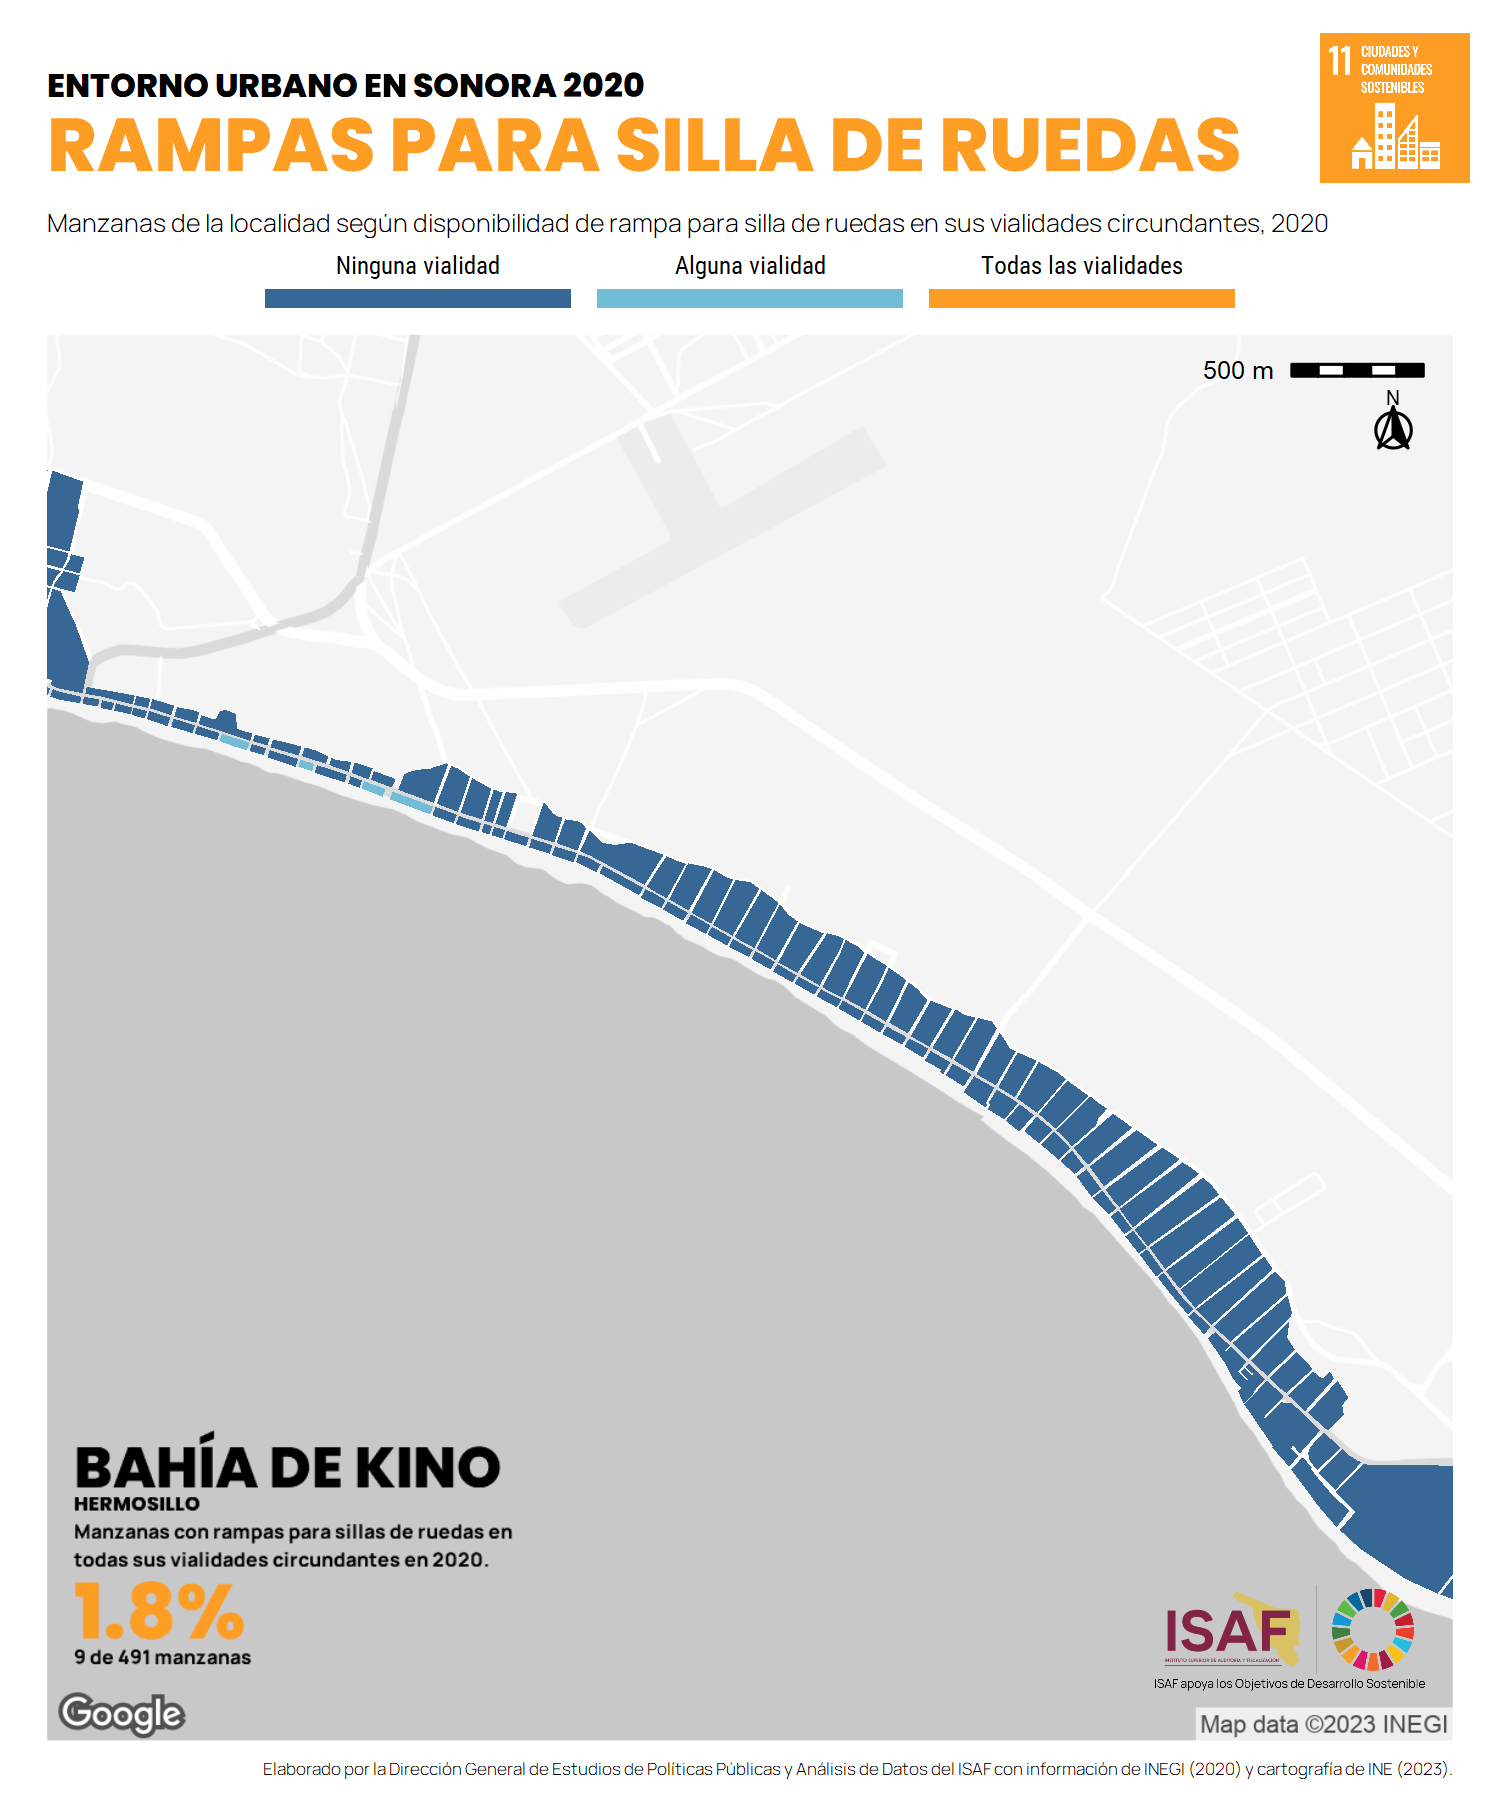 11 CIUDADES Y
COMUNIDADES
SOSTENIBLES
ENTORNO URBANO EN SONORA 2020
RAMPAS PARA SILLA DE RUEDAS
Manzanas de la localidad según disponibilidad de rampa para silla de ruedas en sus vialidades circundantes, 2020
Ninguna vialidad
Alguna vialidad
Todas las vialidades
500 m
N
BAHÍA DE KINO
HERMOSILLO
Manzanas con rampas para sillas de ruedas en
todas sus vialidades circundantes en 2020.
1.8%
9 de 491 manzanas
ISAF
INSTITUTO SUPERIOR DE AUDITORÍA Y FISCALIZACIÓN
ISAF apoya los Objetivos de Desarrollo Sostenible
Google
Map data ©2023 INEGI
Elaborado por la Dirección General de Estudios de Políticas Públicas y Análisis de Datos del ISAF con información de INEGI (2020) y cartografía de INE (2023).